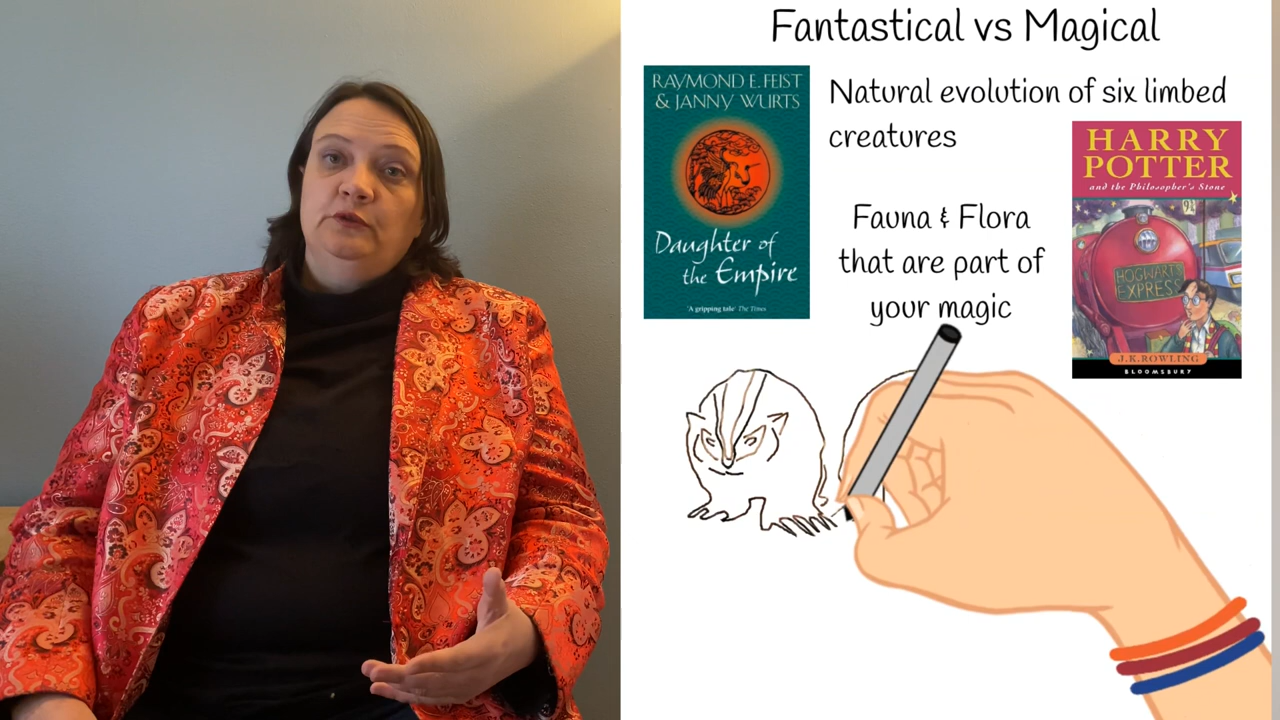 Fantastical vs Magical
RAYMOND E. FEIST
& JANNY WURTS
Daughter of
the Empire
'A gripping tale' The Times
Natural evolution of six limbed
creatures
HARRY
POTTER
and the Philosopher's Stone
9¾
HOGWARTS
EXPRESS
J.K.ROWLING
BLOOMSBURY
Fauna & Flora
that are part of
your magic